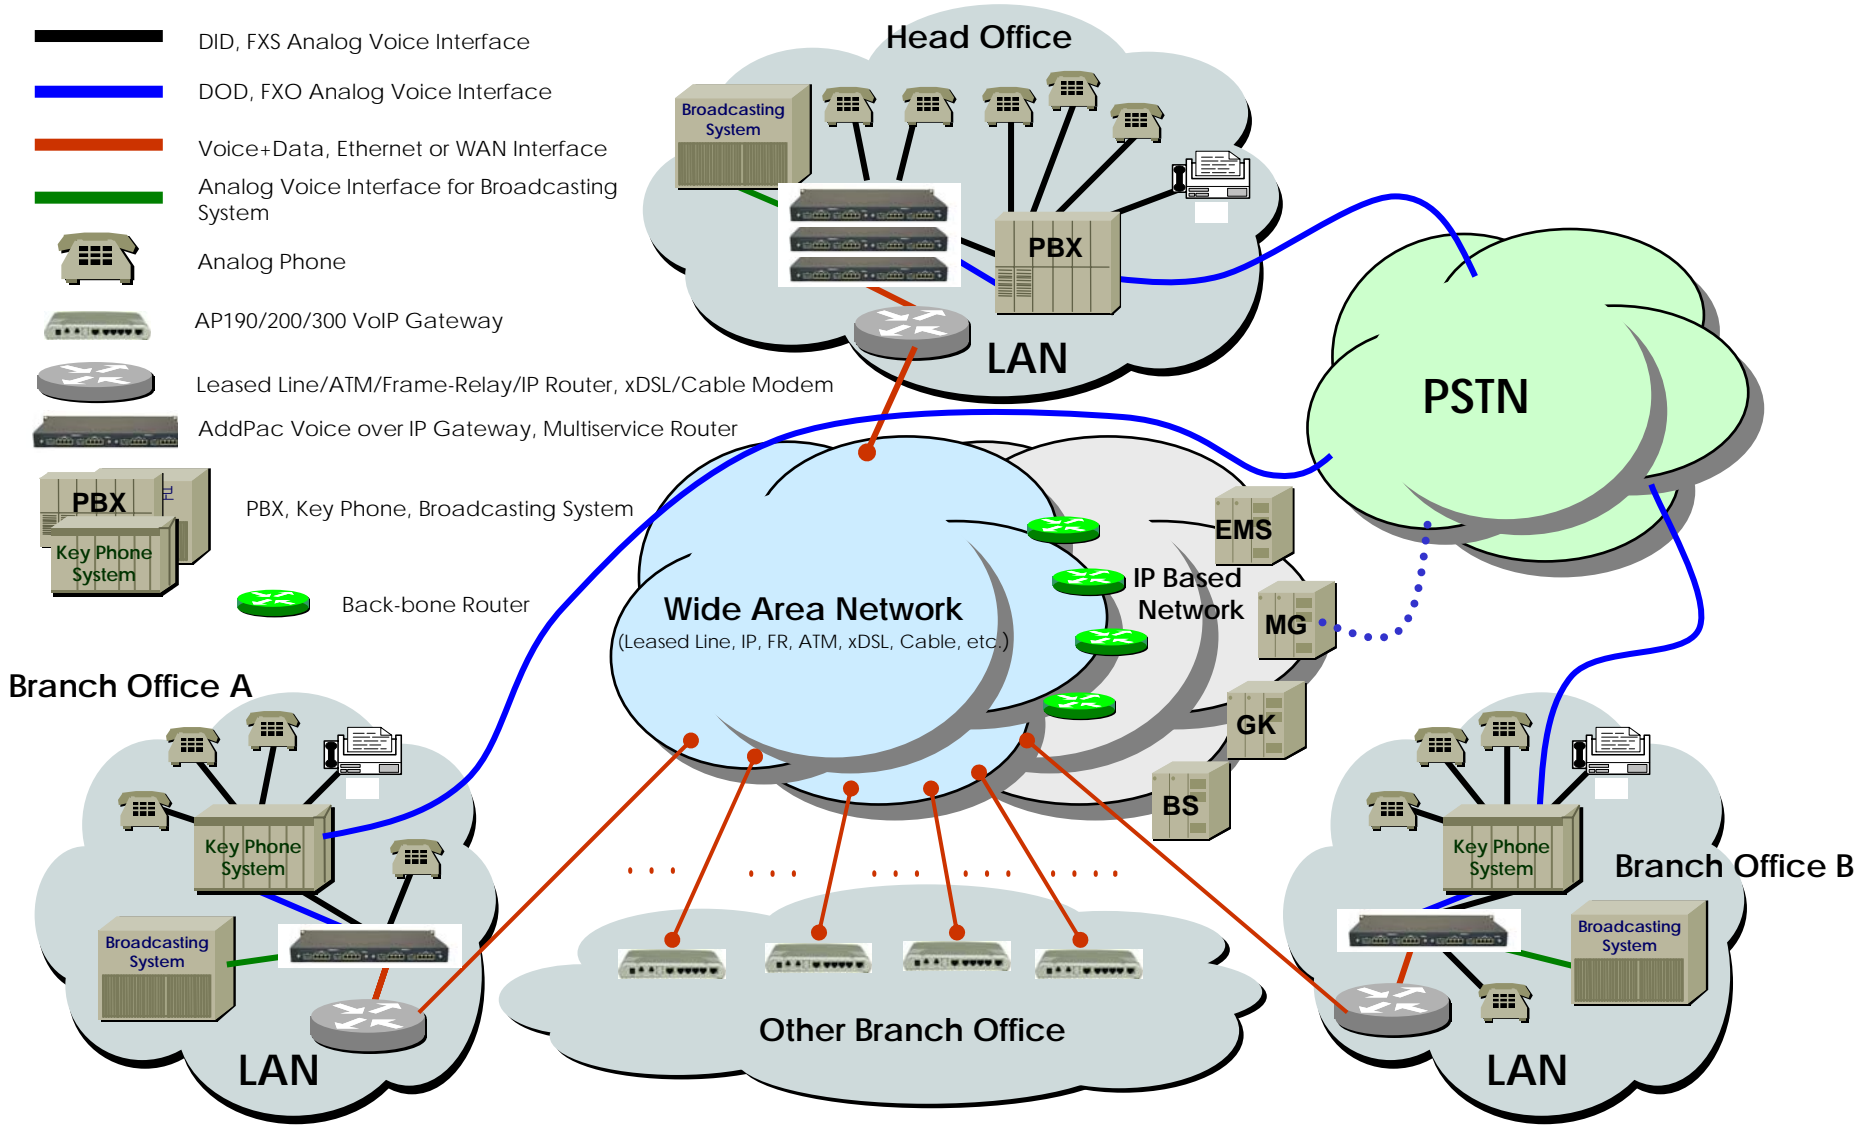 DID, FXS Analog Voice Interface
DOD, FXO Analog Voice Interface
Voice+Data, Ethernet or WAN Interface
Analog Voice Interface for Broadcasting
System
Analog Phone
AP190/200/300 VoIP Gateway
Leased Line/ATM/Frame-Relay/IP Router, xDSL/Cable Modem
AddPac Voice over IP Gateway, Multiservice Router
PBX
Key Phone
System
PBX, Key Phone, Broadcasting System
Back-bone Router
Head Office
Broadcasting
System
PBX
LAN
PSTN
Wide Area Network
(Leased Line, IP, FR, ATM, xDSL, Cable, etc.)
IP Based
Network
EMS
MG
GK
BS
Branch Office A
Key Phone
System
Broadcasting
System
LAN
Other Branch Office
Branch Office B
Key Phone
System
Broadcasting
System
LAN